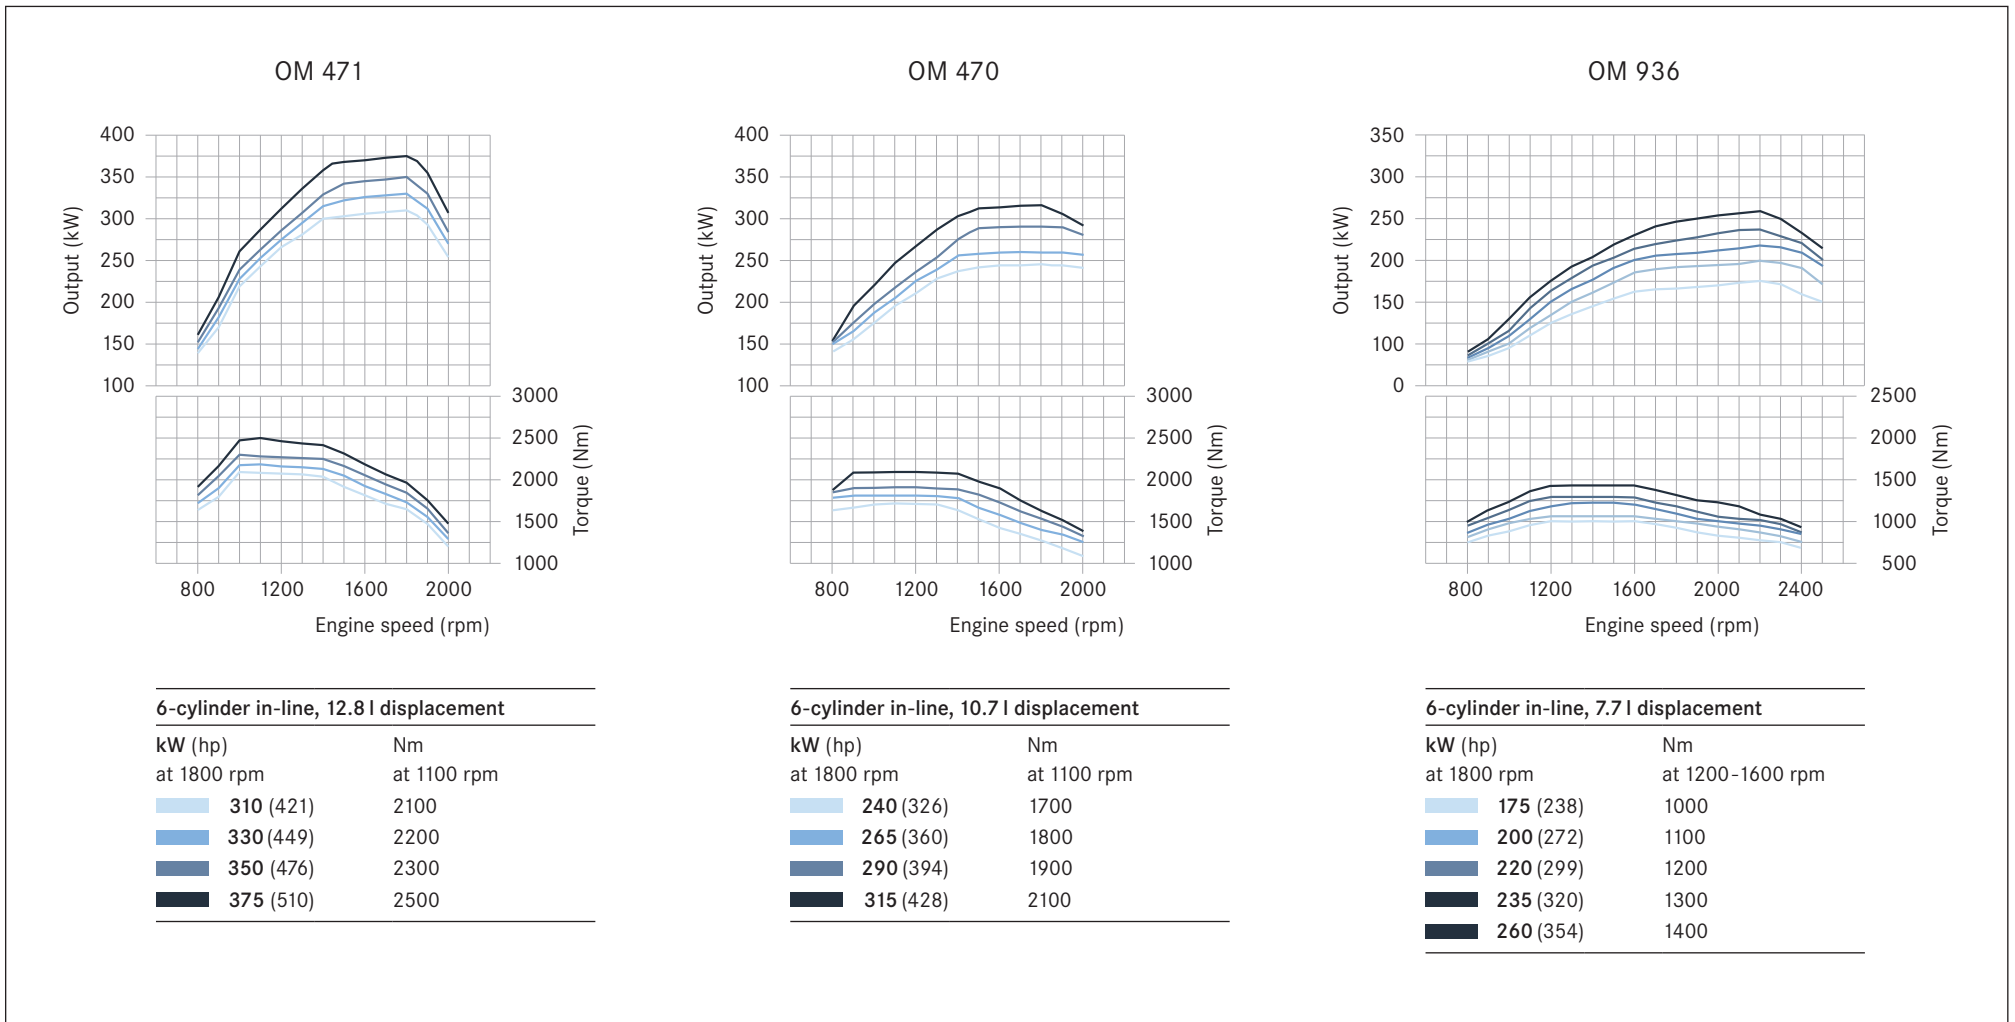 OM 471
Output (kW)
400
350
300
250
200
150
100
3000
2500
2000
1500
1000
Torque (Nm)
800 1200 1600 2000
Engine speed (rpm)
6-cylinder in-line, 12.8 l displacement
kW (hp) Nm
at 1800 rpm at 1100 rpm
310 (421) 2100
330 (449) 2200
350 (476) 2300
375 (510) 2500
OM 470
Output (kW)
400
350
300
250
200
150
100
3000
2500
2000
1500
1000
Torque (Nm)
800 1200 1600 2000
Engine speed (rpm)
6-cylinder in-line, 10.7 l displacement
kW (hp) Nm
at 1800 rpm at 1100 rpm
240 (326) 1700
265 (360) 1800
290 (394) 1900
315 (428) 2100
OM 936
Output (kW)
350
300
250
200
150
100
0
2500
2000
1500
1000
500
Torque (Nm)
800 1200 1600 2000 2400
Engine speed (rpm)
6-cylinder in-line, 7.7 l displacement
kW (hp) Nm
at 1800 rpm at 1200-1600 rpm
175 (238) 1000
200 (272) 1100
220 (299) 1200
235 (320) 1300
260 (354) 1400